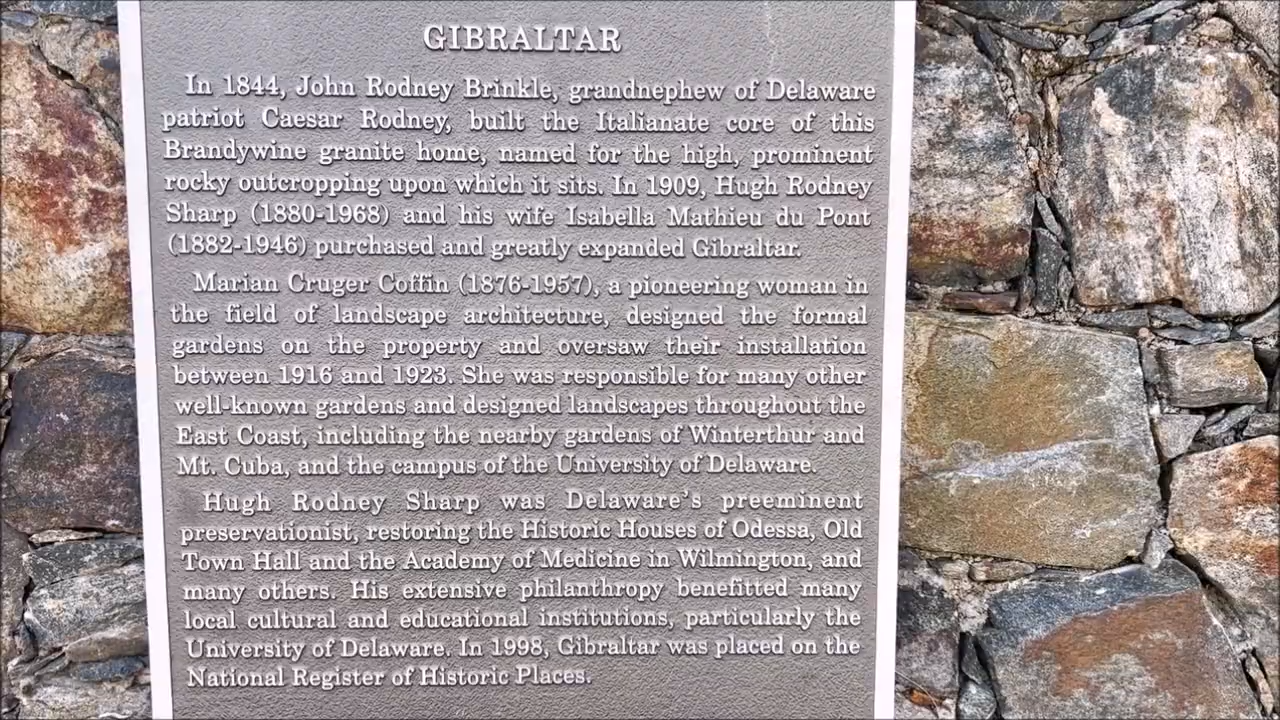 GIBRALTAR
In 1844, John Rodney Brinkle, grandnephew of Delaware
patriot Caesar Rodney, built the Italianate core of this
Brandywine granite home, named for the high, prominent
rocky outcropping upon which it sits. In 1909, Hugh Rodney
Sharp (1880-1968) and his wife Isabella Mathieu du Pont
(1882-1946) purchased and greatly expanded Gibraltar.
Marian Cruger Coffin (1876-1957), a pioneering woman in
the field of landscape architecture, designed the formal
gardens on the property and oversaw their installation
between 1916 and 1923. She was responsible for many other
well-known gardens and designed landscapes throughout the
East Coast, including the nearby gardens of Winterthur and
Mt. Cuba, and the campus of the University of Delaware.
Hugh Rodney Sharp was Delaware's preeminent
preservationist, restoring the Historic Houses of Odessa, Old
Town Hall and the Academy of Medicine in Wilmington, and
many others. His extensive philanthropy benefitted many
local cultural and educational institutions, particularly the
University of Delaware. In 1998, Gibraltar was placed on the
National Register of Historic Places.